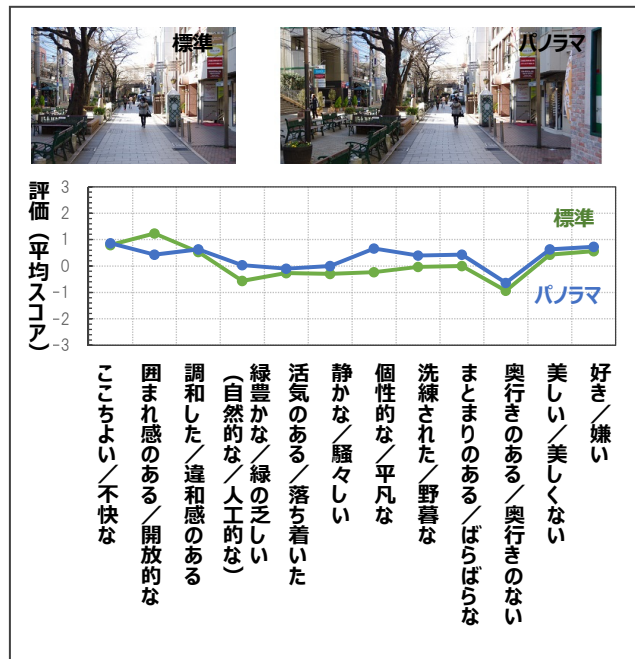 標準
パノラマ
評価（平均スコア）
3
2
1
0
-1
-2
-3
標準
パノラマ
ここちよい／不快な
囲まれ感のある／開放的な
調和した／違和感のある
緑豊かな／緑の乏しい
（自然的な／人工的な）
活気のある／落ち着いた
静かな／騒々しい
個性的な／平凡な
洗練された／野暮な
まとまりのある／ばらばらな
奥行きのある／奥行きのない
美しい／美しくない
好き／嫌い